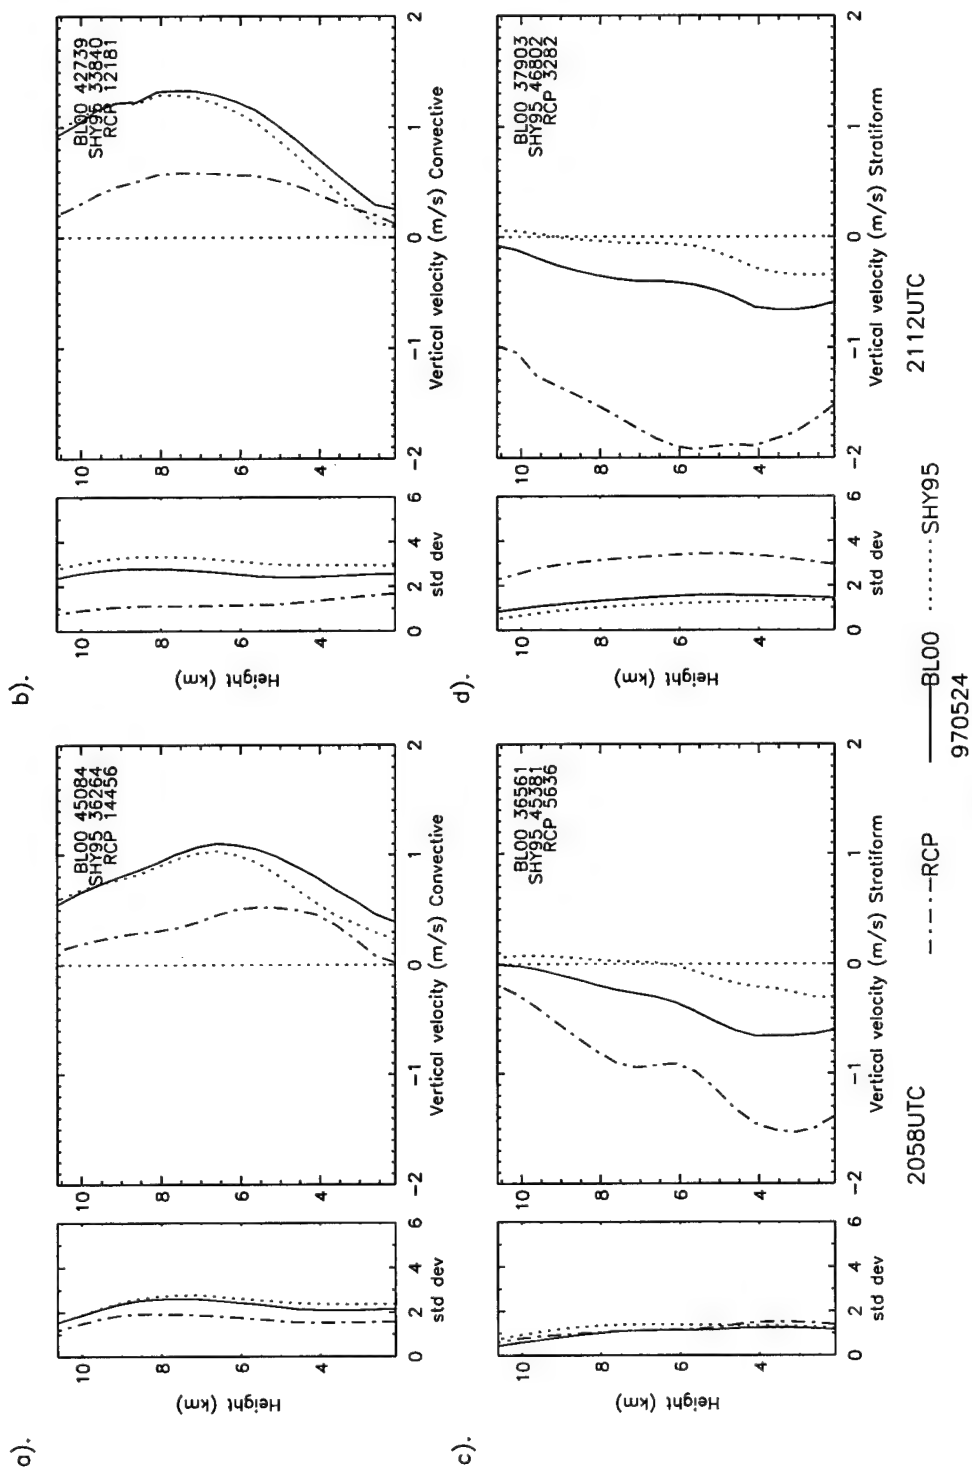 a).
b).
BL00 45084
SHY95 36264
RCP 14456
BL00 42739
SHY95 33840
RCP 12181
Height (km)
10
8
6
4
0 2 4 6
std dev
10
8
6
4
-2 -1 0 1 2
Vertical velocity (m/s) Convective
Height (km)
10
8
6
4
0 2 4 6
std dev
10
8
6
4
-2 -1 0 1 2
Vertical velocity (m/s) Convective
c).
d).
BL00 36561
SHY95 45381
RCP 5636
BL00 37903
SHY95 46802
RCP 3282
Height (km)
10
8
6
4
0 2 4 6
std dev
10
8
6
4
-2 -1 0 1 2
Vertical velocity (m/s) Stratiform
Height (km)
10
8
6
4
0 2 4 6
std dev
10
8
6
4
-2 -1 0 1 2
Vertical velocity (m/s) Stratiform
2058UTC
2112UTC
RCP BL00 SHY95
970524